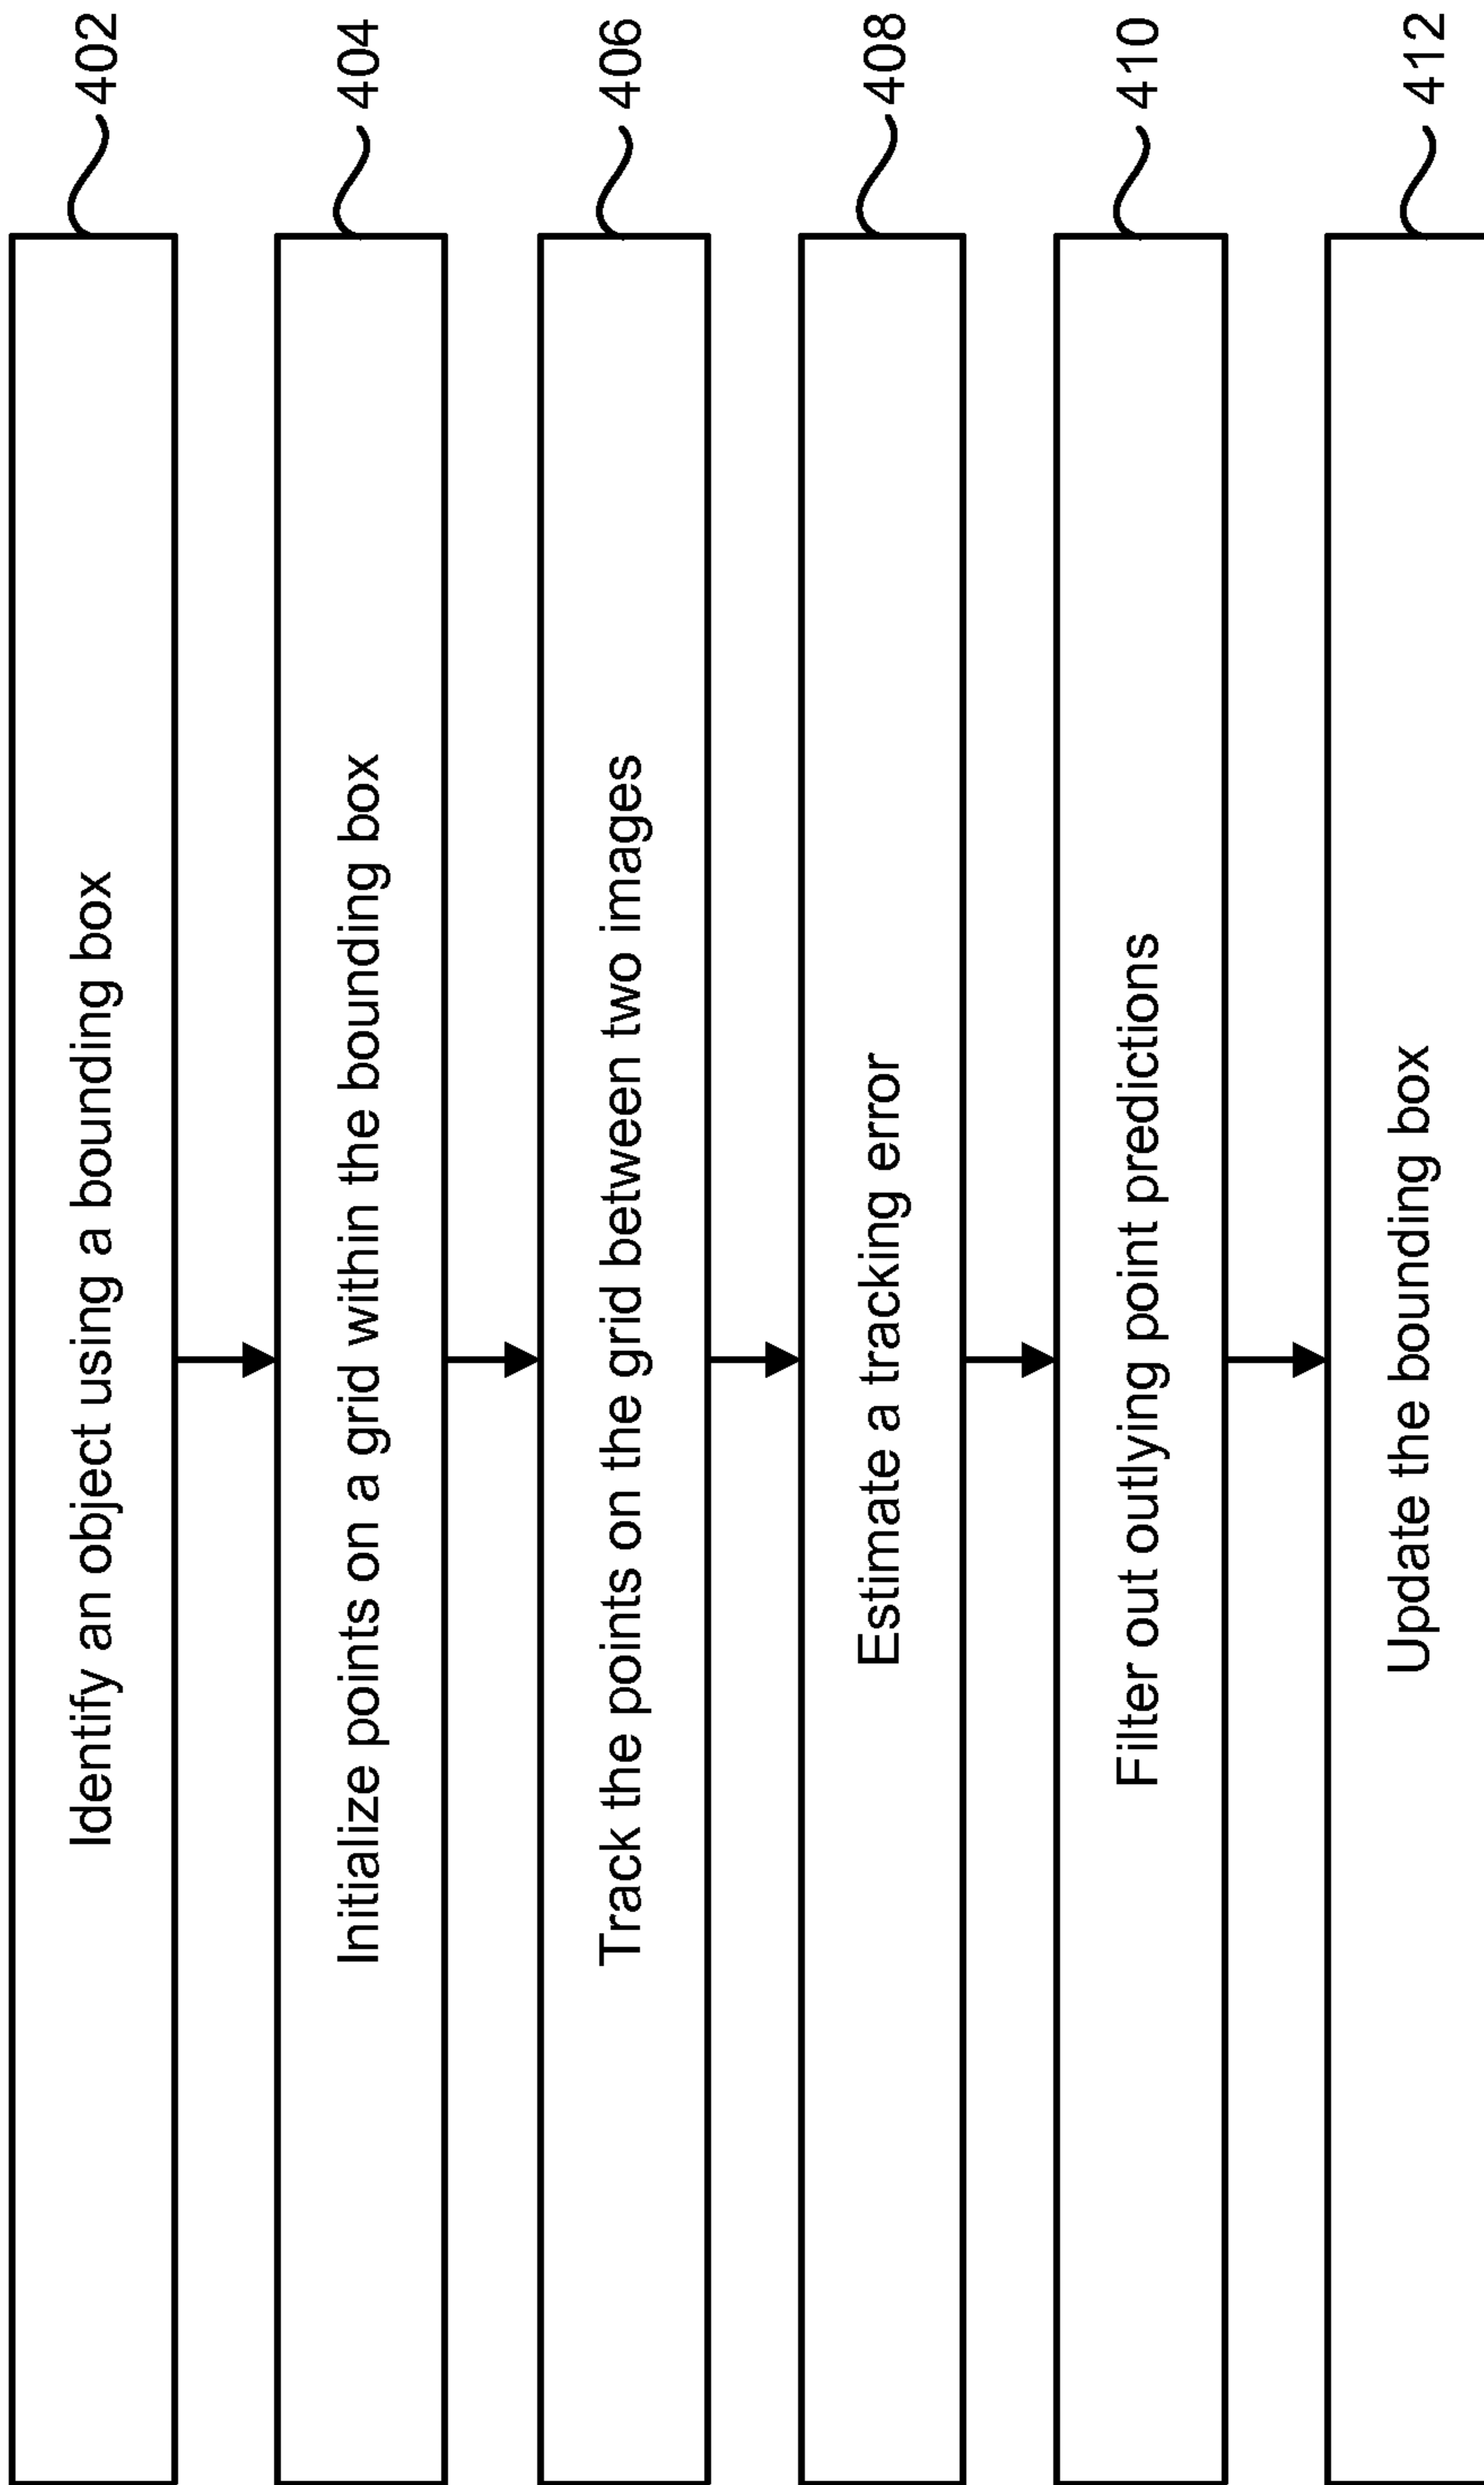 402
Identify an object using a bounding box
404
Initialize points on a grid within the bounding box
406
Track the points on the grid between two images
408
Estimate a tracking error
410
Filter out outlying point predictions
412
Update the bounding box